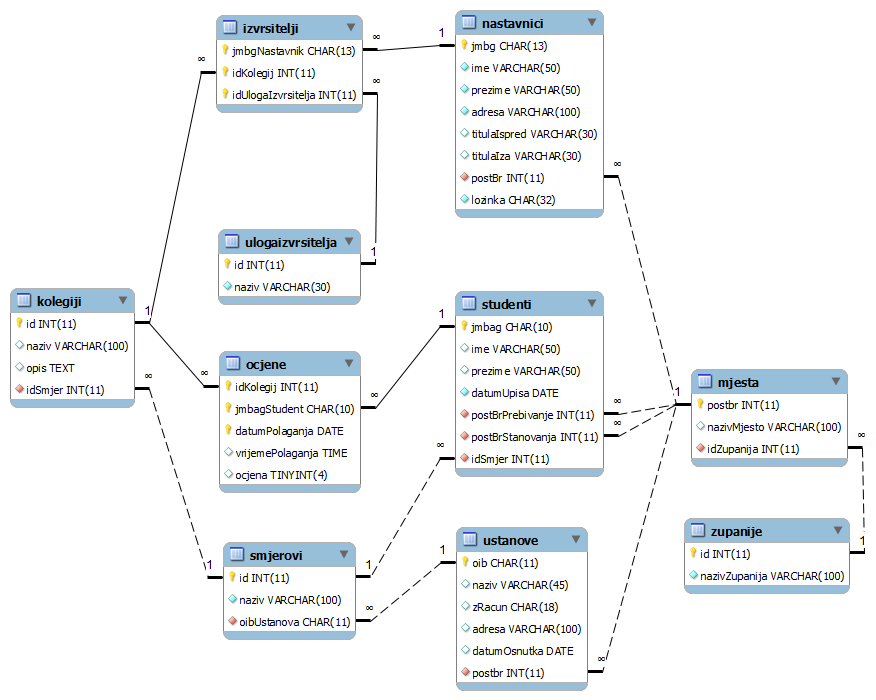 izvrsitelji
jmbgNastavnik CHAR(13)
idKolegij INT(11)
idUlogaIzvrsitelja INT(11)
∞
∞
∞
1
nastavnici
jmbg CHAR(13)
ime VARCHAR(50)
prezime VARCHAR(50)
adresa VARCHAR(100)
titulaIspred VARCHAR(30)
titulaIza VARCHAR(30)
postBr INT(11)
lozinka CHAR(32)
∞
ulogaizvrsitelja
id INT(11)
naziv VARCHAR(30)
1
kolegiji
id INT(11)
naziv VARCHAR(100)
opis TEXT
idSmjer INT(11)
1
∞
ocjene
idKolegij INT(11)
jmbagStudent CHAR(10)
datumPolaganja DATE
vrijemePolaganja TIME
ocjena TINYINT(4)
∞
∞
1
studenti
jmbag CHAR(10)
ime VARCHAR(50)
prezime VARCHAR(50)
datumUpisa DATE
postBrPrebivanje INT(11)
postBrStanovanja INT(11)
idSmjer INT(11)
∞
∞
∞
1
mjesta
postbr INT(11)
nazivMjesto VARCHAR(100)
idZupanija INT(11)
∞
zupanije
id INT(11)
nazivZupanija VARCHAR(100)
1
smjerovi
id INT(11)
naziv VARCHAR(100)
oibUstanova CHAR(11)
1
1
∞
1
ustanove
oib CHAR(11)
naziv VARCHAR(45)
zRacun CHAR(18)
adresa VARCHAR(100)
datumOsnutka DATE
postbr INT(11)
∞